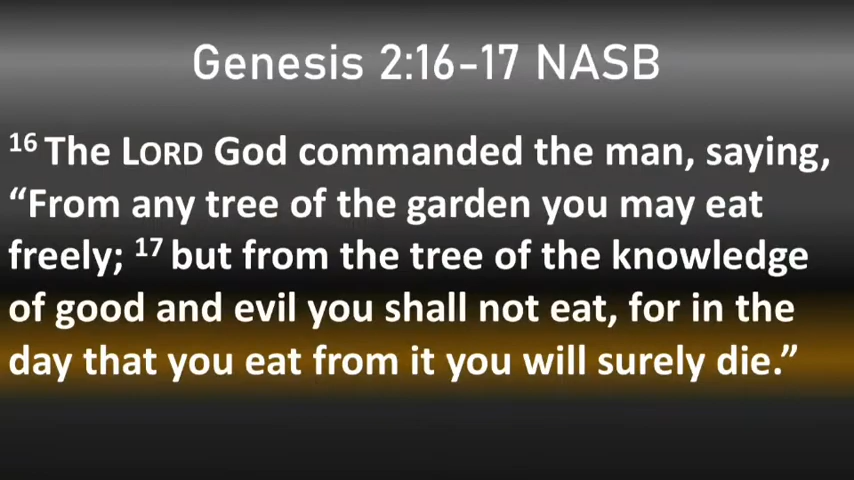 Genesis 2:16-17 NASB
16 The LORD God commanded the man, saying,
“From any tree of the garden you may eat
freely; 17 but from the tree of the knowledge
of good and evil you shall not eat, for in the
day that you eat from it you will surely die.”